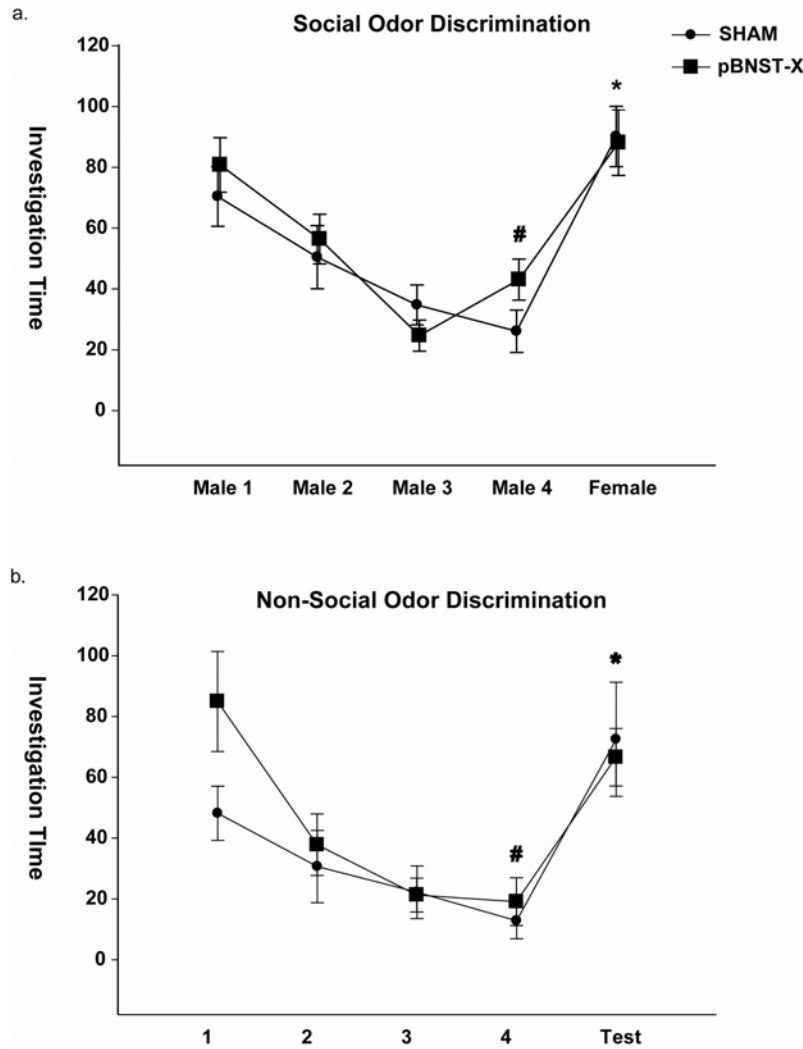 a.
Social Odor Discrimination
SHAM
pBNST-X
120
100
80
60
40
20
0
Investigation Time
*
#
Male 1 Male 2 Male 3 Male 4 Female
b.
Non-Social Odor Discrimination
120
100
80
60
40
20
0
Investigation TIme
*
#
1 2 3 4 Test